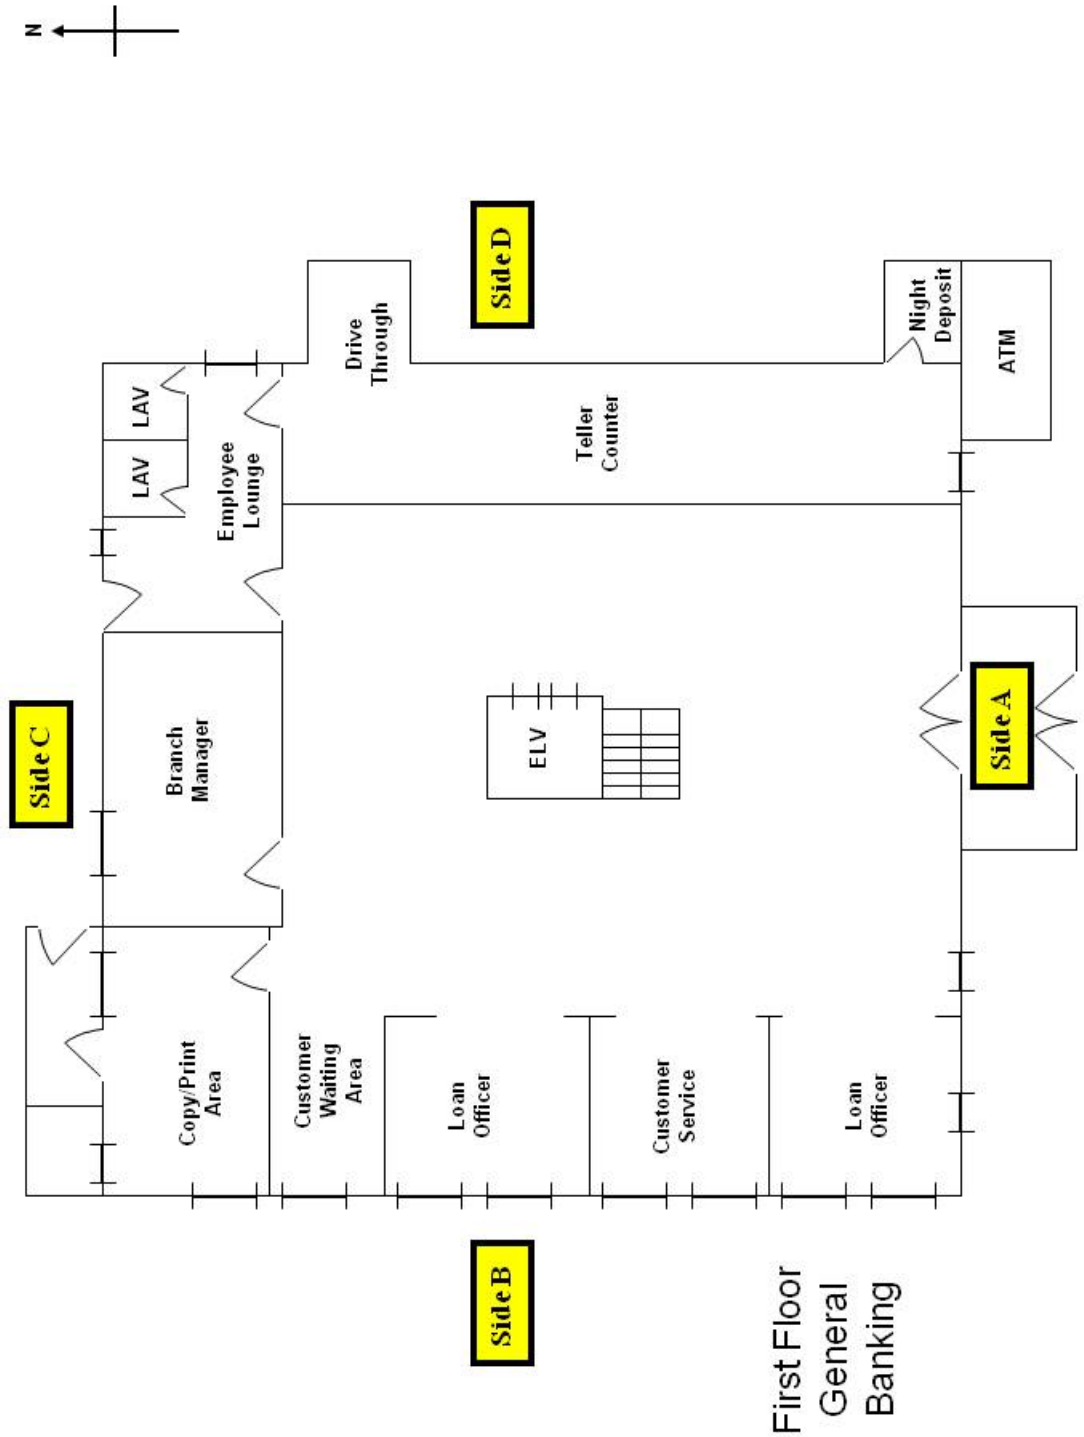 N
Side C
LAV
LAV
Employee
Lounge
Branch
Manager
Copy/Print
Area
Drive
Through
Side D
Customer
Waiting
Area
Loan
Officer
ELV
Teller
Counter
Side B
Customer
Service
Loan
Officer
Night
Deposit
ATM
Side A
First Floor
General
Banking